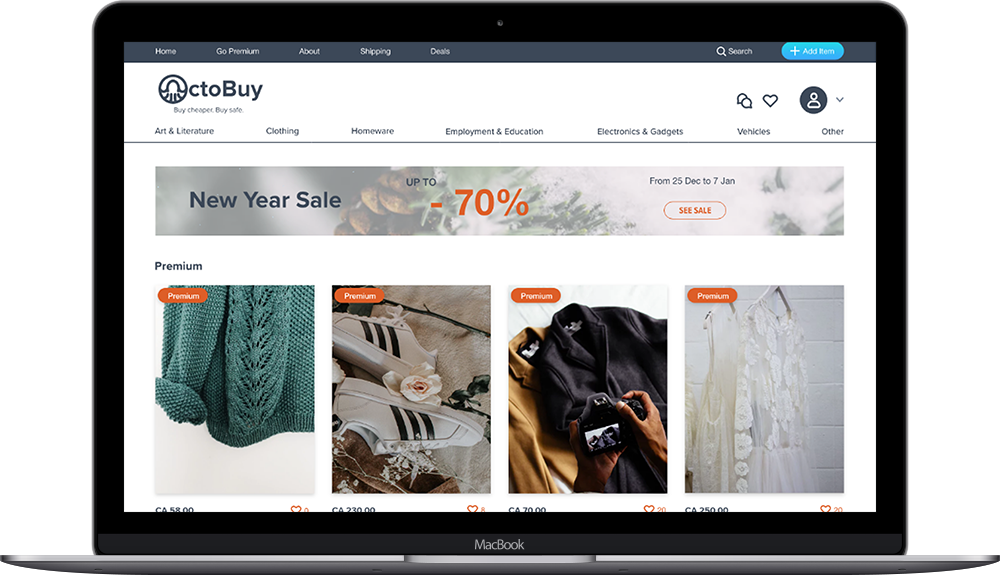 Home Go Premium About Shipping Deals Search + Add Item
OctoBuy
Buy cheaper. Buy safe.
Art & Literature Clothing Homeware Employment & Education Electronics & Gadgets Vehicles Other
New Year Sale UP TO - 70% From 25 Dec to 7 Jan
SEE SALE
Premium
Premium Premium Premium Premium
CA 58.00 0 CA 230.00 8 CA 70.00 20 CA 250.00 20
MacBook